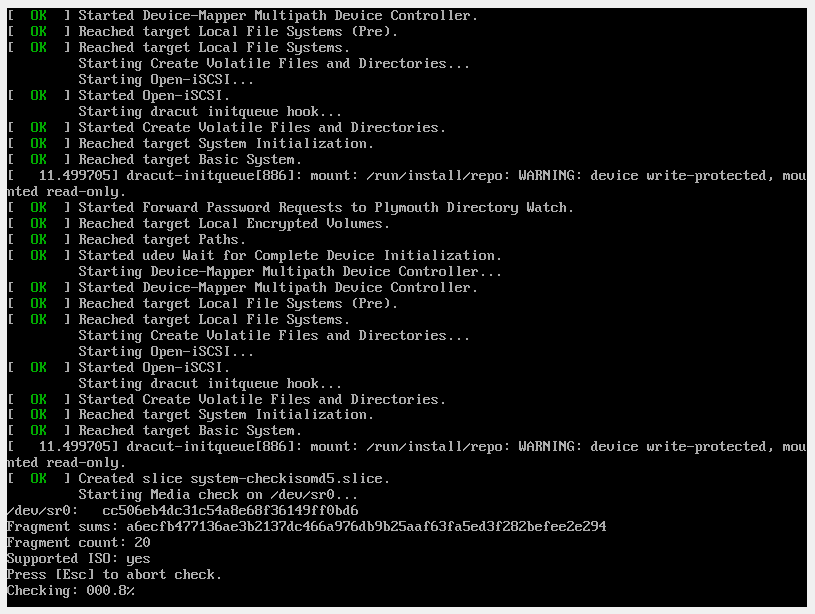 [  OK  ] Started Device-Mapper Multipath Device Controller.
[  OK  ] Reached target Local File Systems (Pre).
[  OK  ] Reached target Local File Systems.
         Starting Create Volatile Files and Directories...
         Starting Open-iSCSI...
[  OK  ] Started Open-iSCSI.
         Starting dracut initqueue hook...
[  OK  ] Started Create Volatile Files and Directories.
[  OK  ] Reached target System Initialization.
[  OK  ] Reached target Basic System.
[   11.499705] dracut-initqueue[886]: mount: /run/install/repo: WARNING: device write-protected, mou
nted read-only.
[  OK  ] Started Forward Password Requests to Plymouth Directory Watch.
[  OK  ] Reached target Local Encrypted Volumes.
[  OK  ] Reached target Paths.
[  OK  ] Started udev Wait for Complete Device Initialization.
         Starting Device-Mapper Multipath Device Controller...
[  OK  ] Started Device-Mapper Multipath Device Controller.
[  OK  ] Reached target Local File Systems (Pre).
[  OK  ] Reached target Local File Systems.
         Starting Create Volatile Files and Directories...
         Starting Open-iSCSI...
[  OK  ] Started Open-iSCSI.
         Starting dracut initqueue hook...
[  OK  ] Started Create Volatile Files and Directories.
[  OK  ] Reached target System Initialization.
[  OK  ] Reached target Basic System.
[   11.499705] dracut-initqueue[886]: mount: /run/install/repo: WARNING: device write-protected, mou
nted read-only.
[  OK  ] Created slice system-checkisomd5.slice.
         Starting Media check on /dev/sr0...
/dev/sr0:   cc506eb4dc31c54a8e68f36149ff0bd6
Fragment sums: a6ecfb477136ae3b2137dc466a976db9b25aaf63fa5ed3f282befee2e294
Fragment count: 20
Supported ISO: yes
Press [Esc] to abort check.
Checking: 000.8%